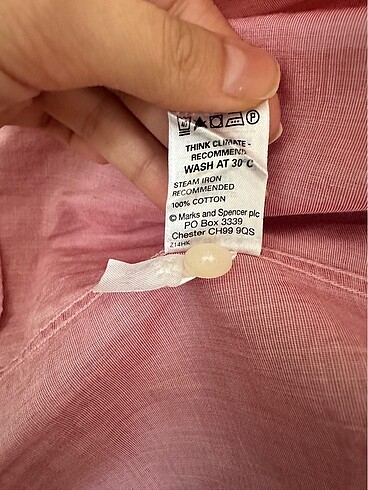 THINK CLIMATE -
RECOMMEND
WASH AT 30°C
STEAM IRON
RECOMMENDED
100% COTTON
© Marks and Spencer plc
PO Box 3339
Chester CH99 9QS
Z14HK